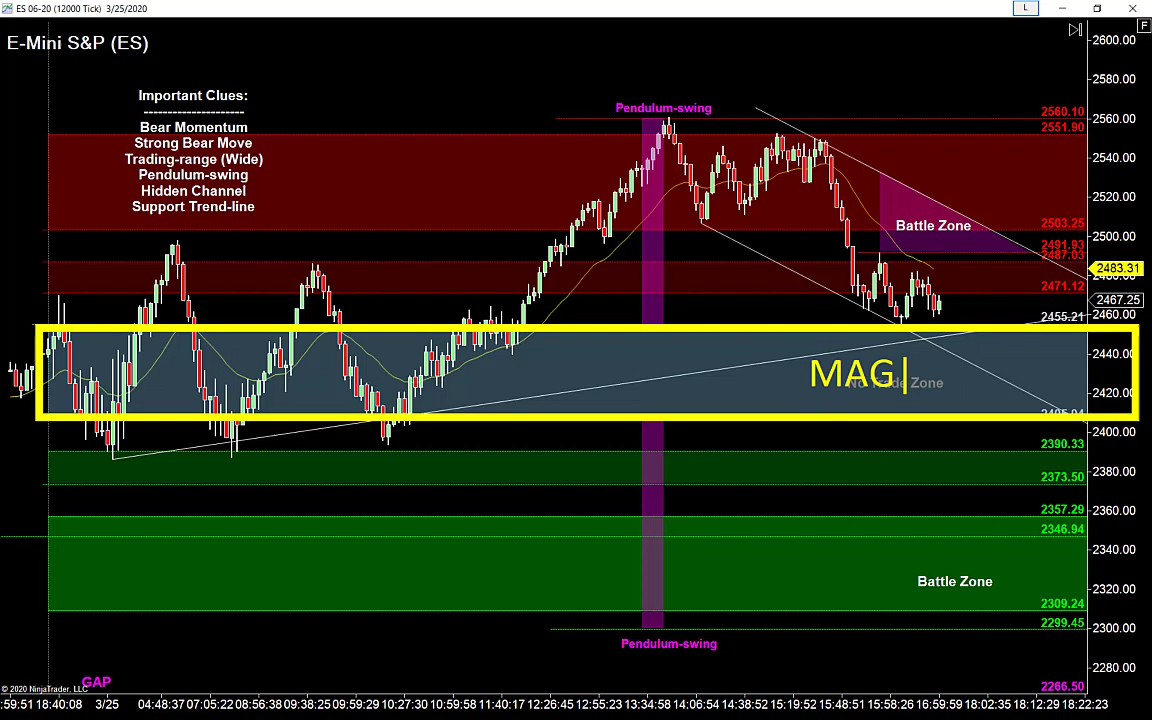 ES 06-20 (12000 Tick) 3/25/2020
L
F
E-Mini S&P (ES)
Important Clues:
----------------------
Bear Momentum
Strong Bear Move
Trading-range (Wide)
Pendulum-swing
Hidden Channel
Support Trend-line
Pendulum-swing
Battle Zone
MAG
Trade Zone
Battle Zone
Pendulum-swing
GAP
© 2020 NinjaTrader, LLC
2560.10
2551.90
2503.25
2491.93
2487.03
2471.12
2455.21
2390.33
2373.50
2357.29
2346.94
2309.24
2299.45
2266.50
2600.00
2580.00
2560.00
2540.00
2520.00
2500.00
2483.31
2467.25
2460.00
2440.00
2420.00
2400.00
2380.00
2360.00
2340.00
2320.00
2300.00
2280.00
:59:51 18:40:08 3/25 04:48:37 07:05:22 08:56:38 09:38:25 09:59:29 10:27:30 10:59:58 11:40:17 12:26:45 12:55:23 13:34:58 14:06:54 14:38:52 15:19:52 15:48:51 15:58:26 16:59:59 18:02:35 18:12:29 18:22:23